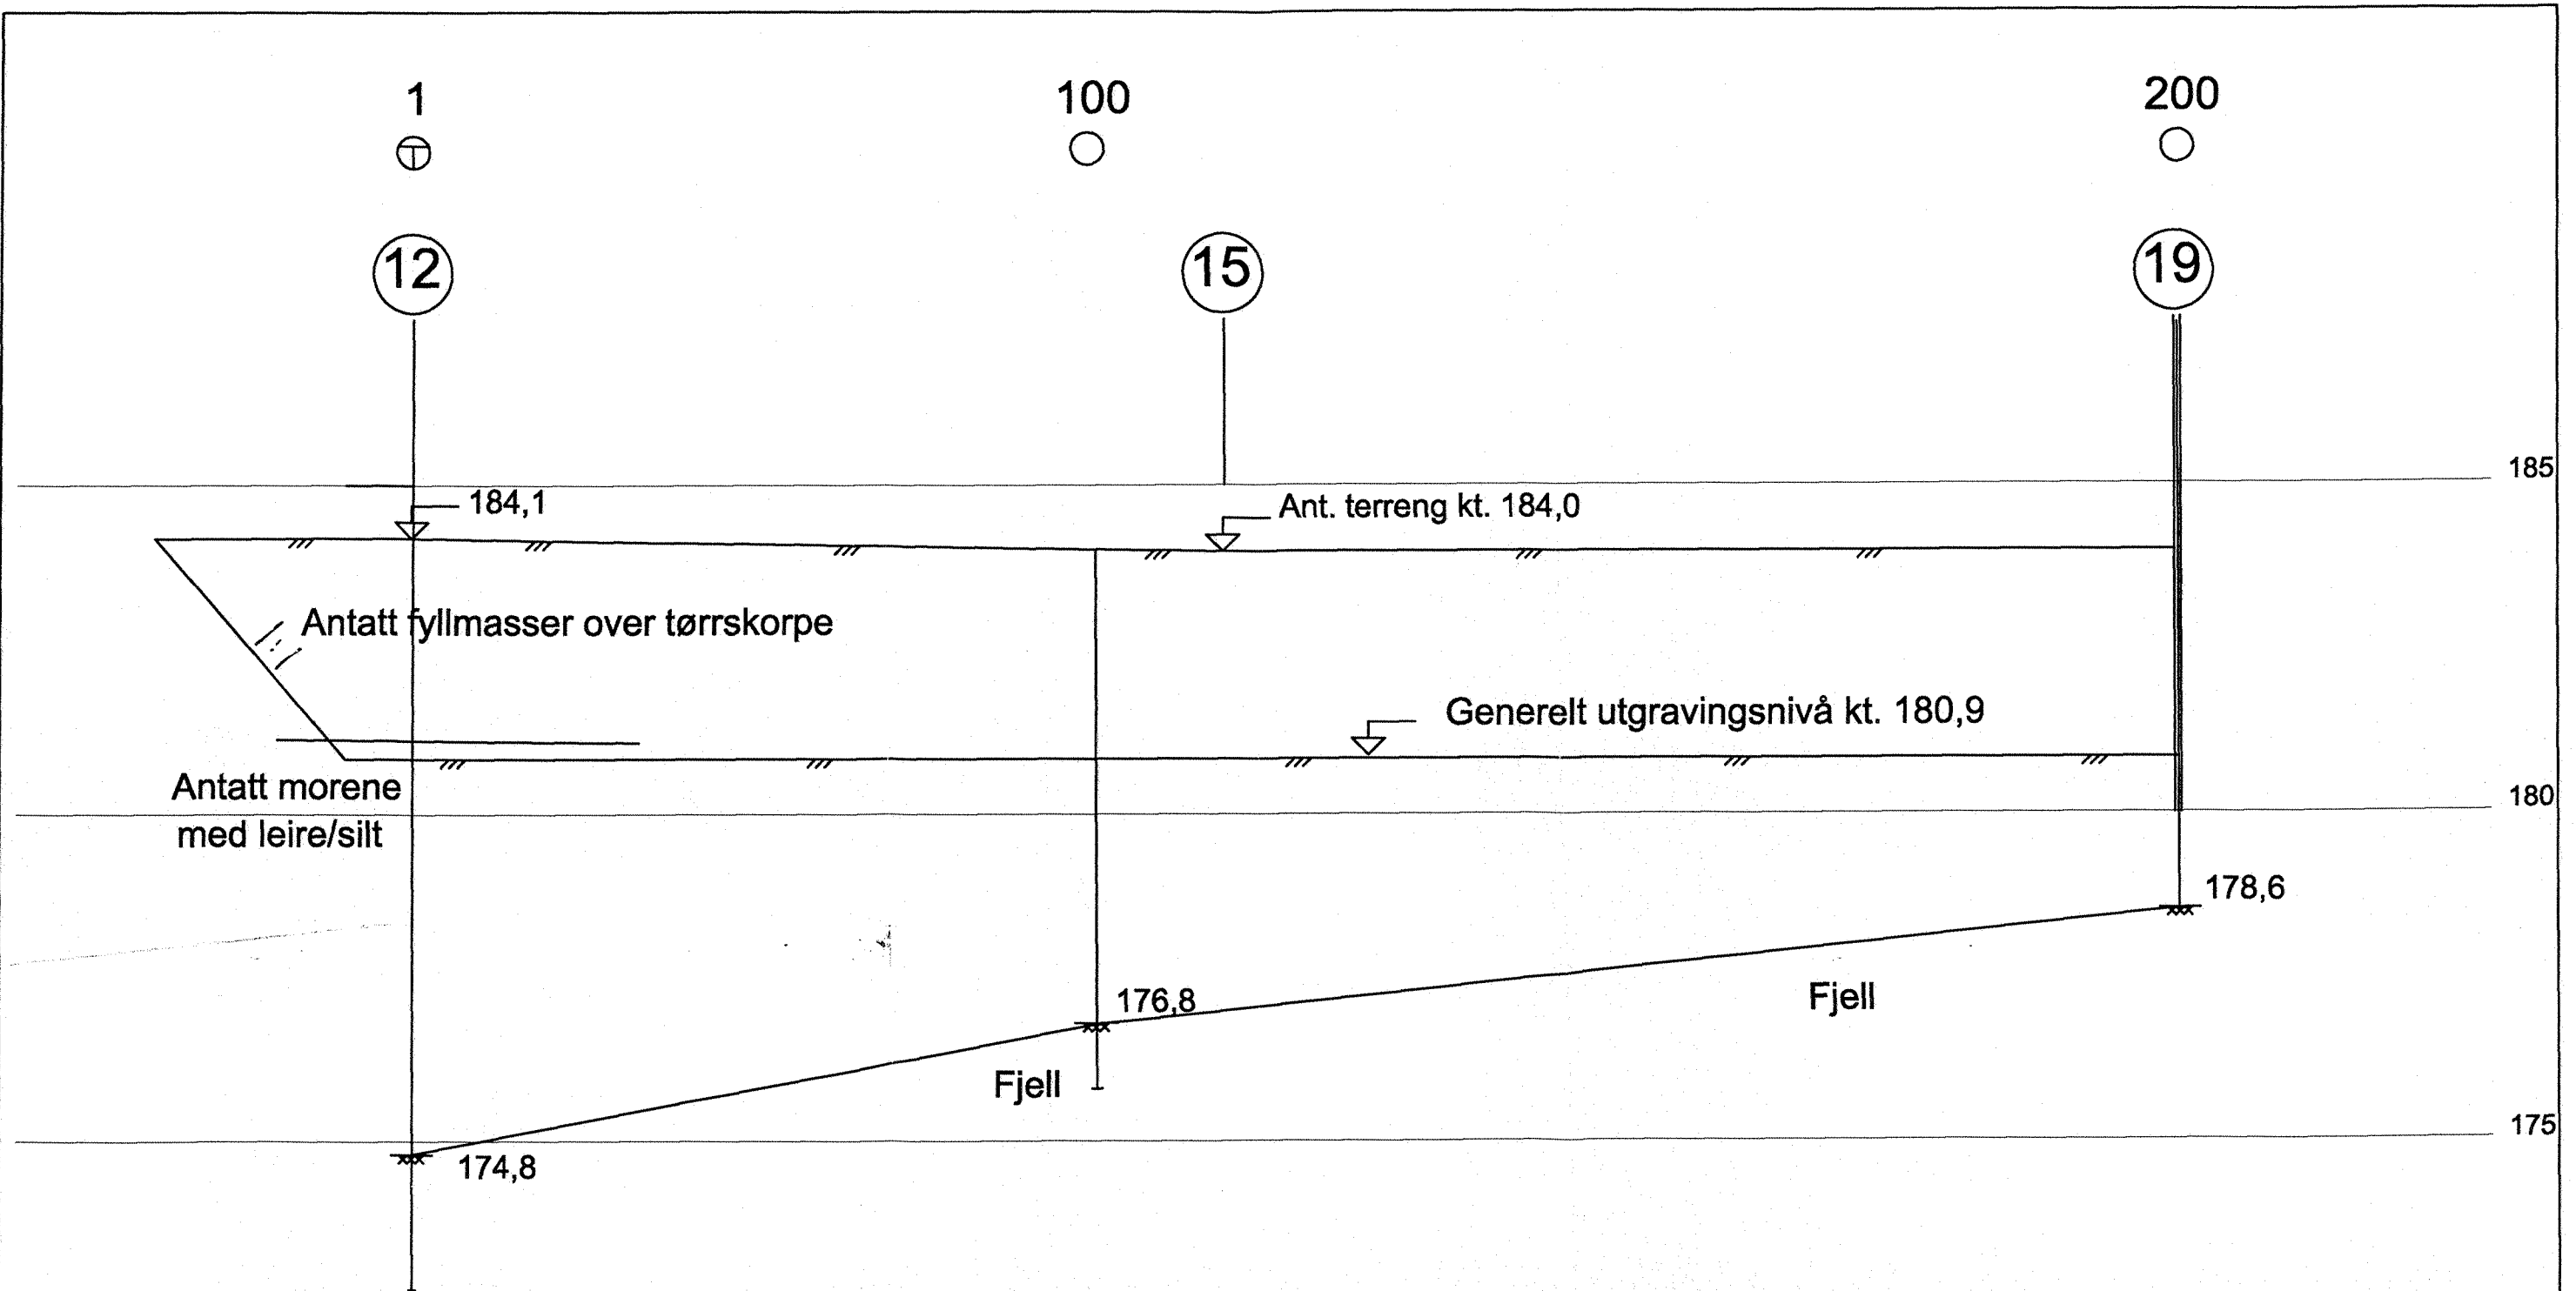 1
100
200
12
15
19
185
184,1
Ant. terreng kt. 184,0
Antatt fyllmasser over tørrskorpe
Generelt utgravingsnivå kt. 180,9
Antatt morene
med leire/silt
180
178,6
176,8
Fjell
Fjell
175
174,8